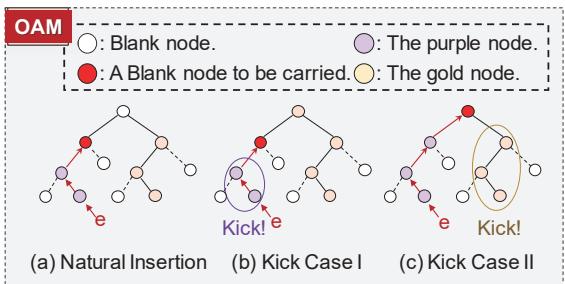 OAM
: Blank node.
: The purple node.
: A Blank node to be carried.
: The gold node.
e
Kick!
e
e
Kick!
(a) Natural Insertion
(b) Kick Case I
(c) Kick Case II